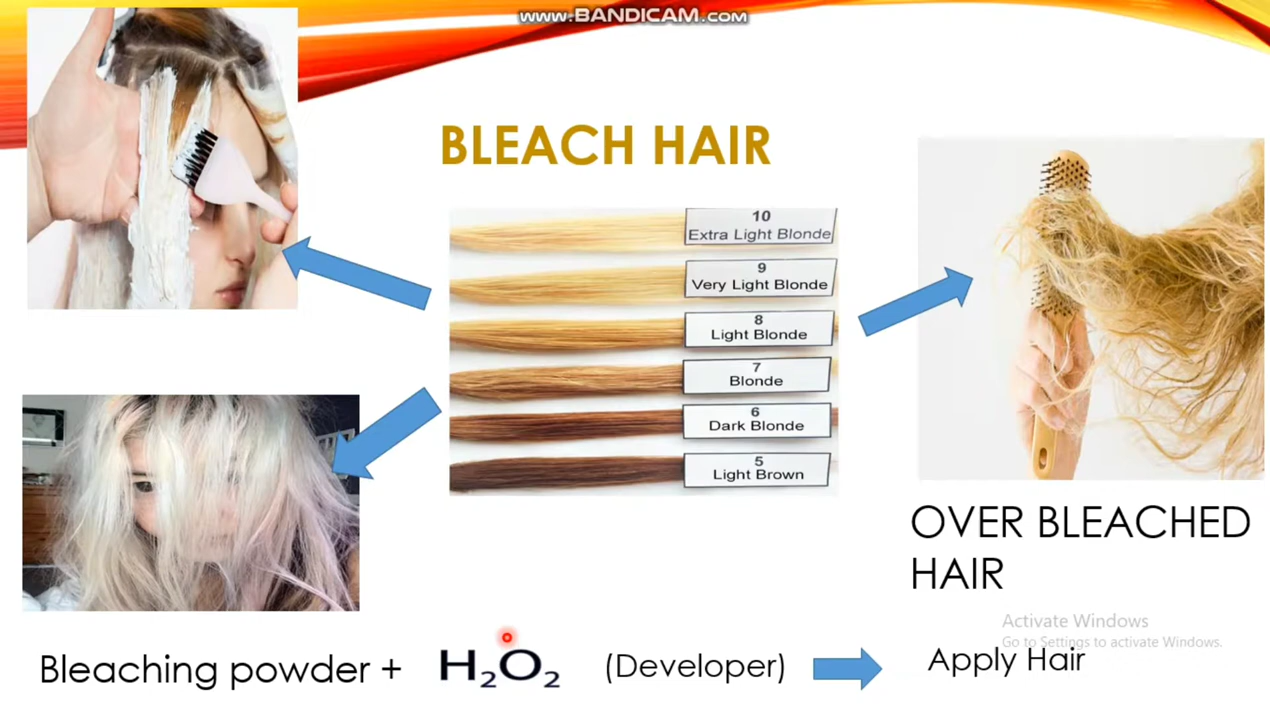 www.BANDICAM.com
BLEACH HAIR
10
Extra Light Blonde
9
Very Light Blonde
8
Light Blonde
7
Blonde
6
Dark Blonde
5
Light Brown
OVER BLEACHED
HAIR
Activate Windows
Go to Settings to activate Windows.
Bleaching powder + H₂O₂ (Developer) Apply Hair